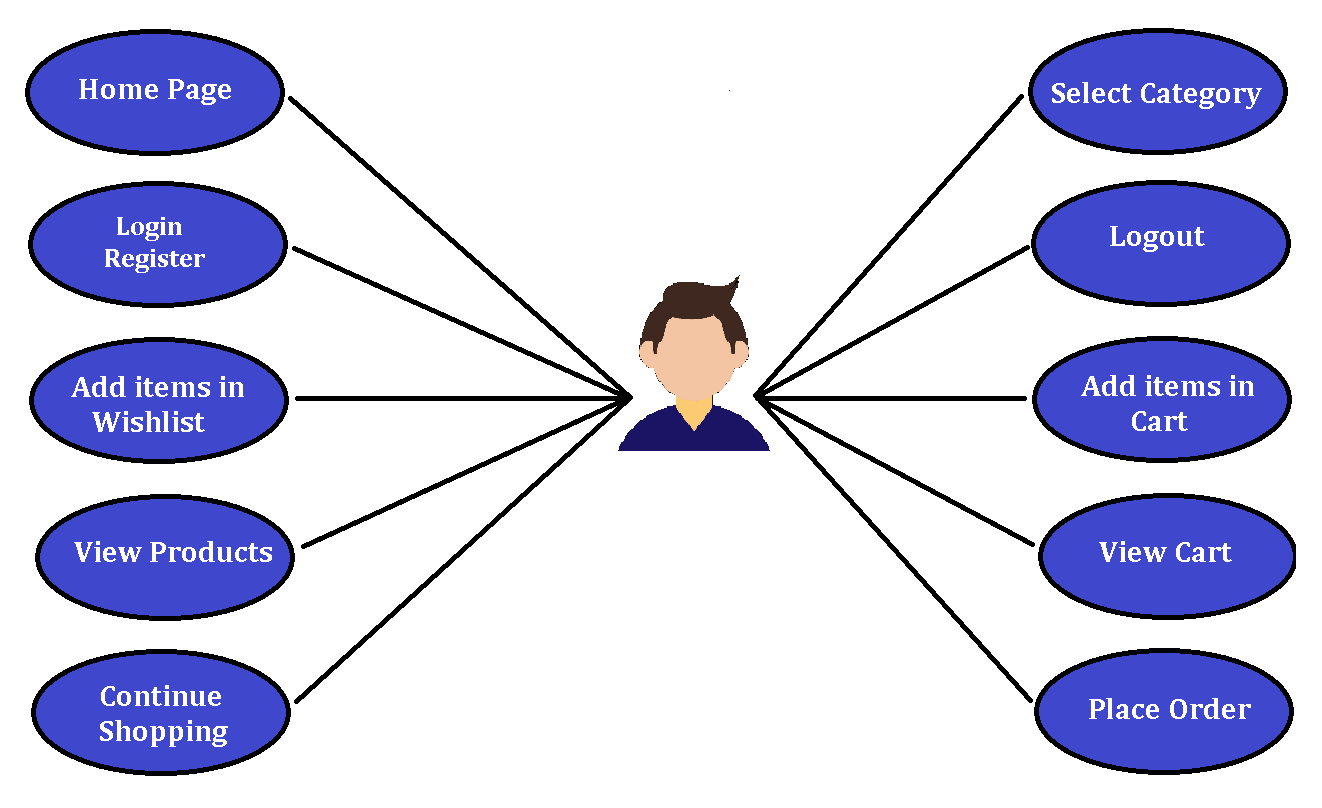 Home Page
Login
Register
Add items in
Wishlist
View Products
Continue
Shopping
Select Category
Logout
Add items in
Cart
View Cart
Place Order